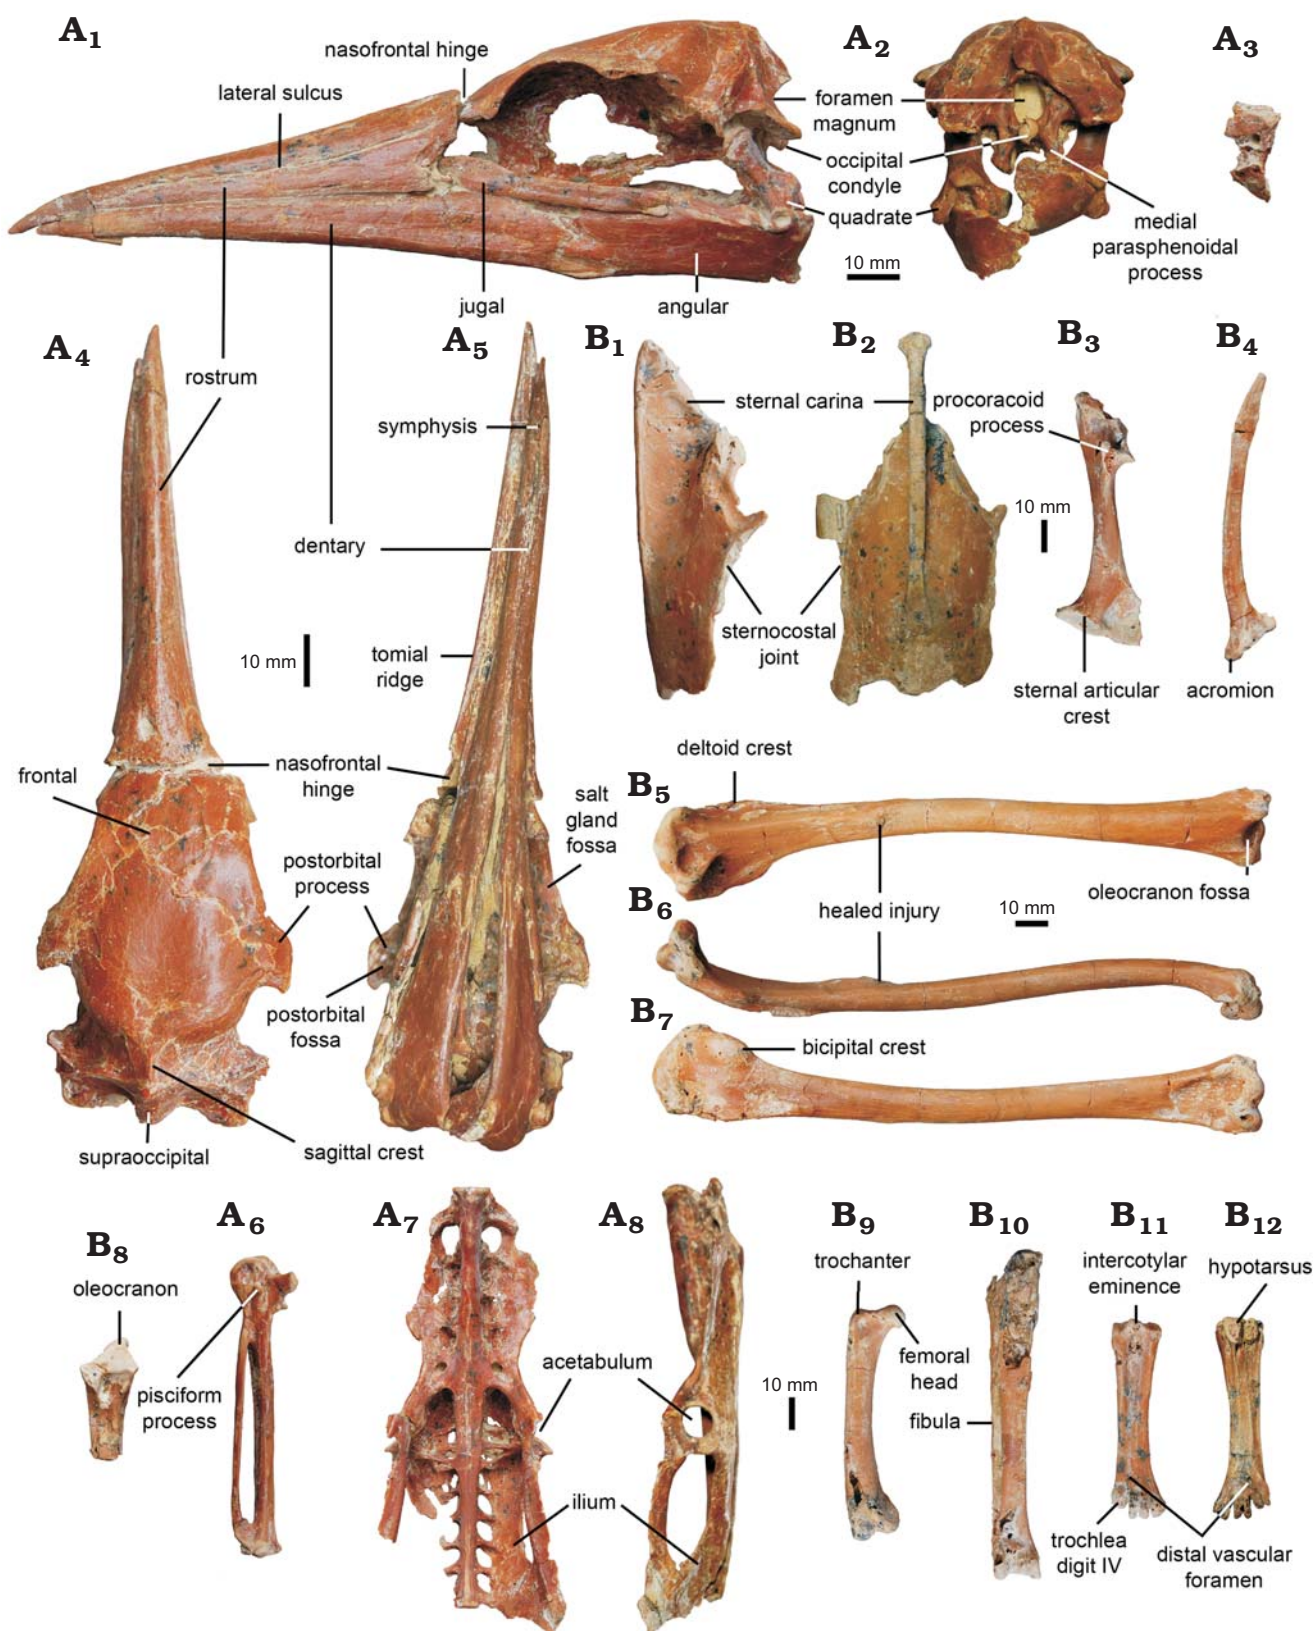 A1
nasofrontal hinge
lateral sulcus
A2
A3
foramen
magnum
occipital
condyle
quadrate
medial
parasphenoidal
process
10 mm
jugal
angular
A4
rostrum
A5
symphysis
dentary
B1
B2
B3
B4
sternal carina
procoracoid
process
10 mm
sternocostal
joint
sternal articular
crest
acromion
10 mm
tomial
ridge
frontal
nasofrontal
hinge
salt
gland
fossa
postorbital
process
postorbital
fossa
supraoccipital
sagittal crest
deltoid crest
B5
oleocranon fossa
healed injury
B6
10 mm
B7
bicipital crest
B8
oleocranon
A6
pisciform
process
A7
A8
acetabulum
ilium
10 mm
B9
trochanter
femoral
head
B10
fibula
B11
intercotylar
eminence
B12
hypotarsus
trochlea
digit IV
distal vascular
foramen